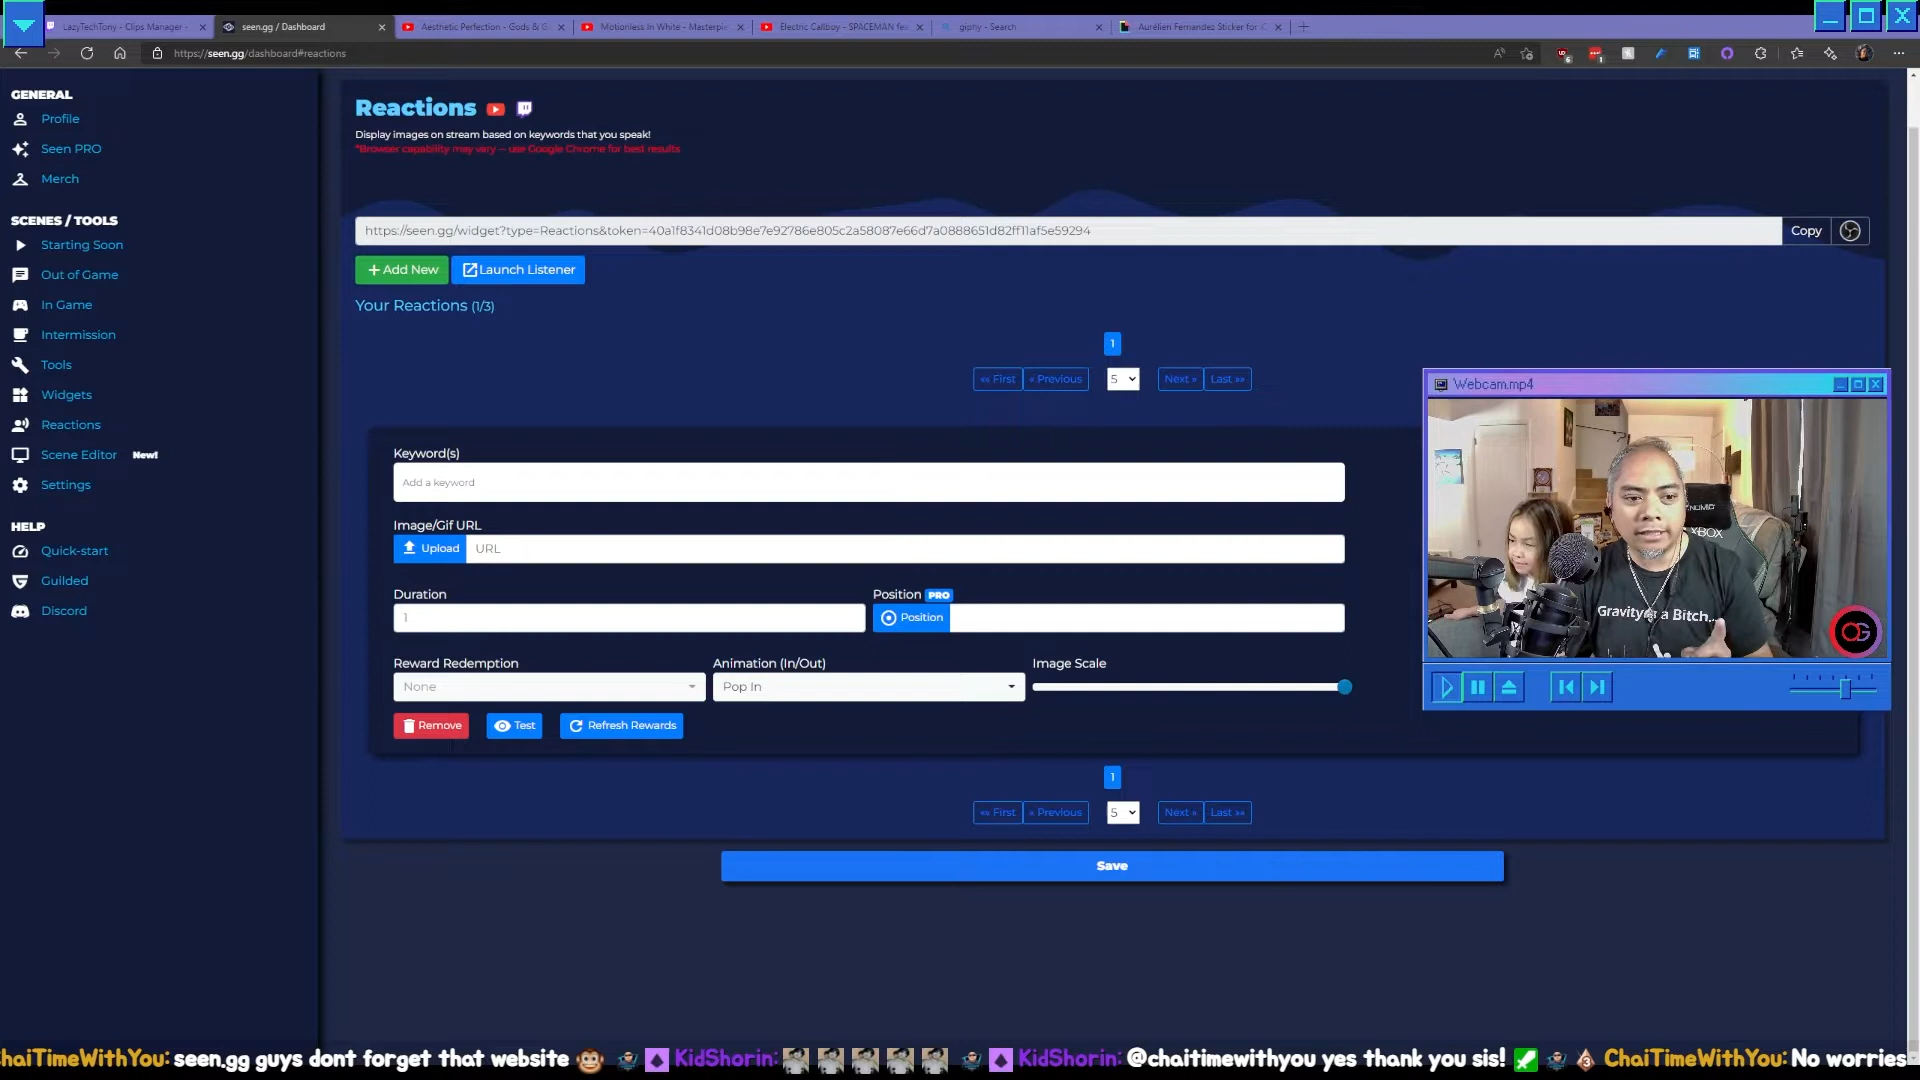 LazyTechTony - Clips Manager -
seen.gg / Dashboard
Aesthetic Perfection - Gods & G
Motionless In White - Masterpie
Electric Callboy - SPACEMAN fea
giphy - Search
Aurélien Fernandez Sticker for iO
https://seen.gg/dashboard#reactions
GENERAL
Profile
Seen PRO
Merch
SCENES / TOOLS
Starting Soon
Out of Game
In Game
Intermission
Tools
Widgets
Reactions
Scene Editor New!
Settings
HELP
Quick-start
Guilded
Discord
Reactions
Display images on stream based on keywords that you speak!
*Browser capability may vary — use Google Chrome for best results
https://seen.gg/widget?type=Reactions&token=40a1f8341d08b98e7e92786e805c2a58087e66d7a0888651d82ff11af5e59294
Copy
Add New
Launch Listener
Your Reactions (1/3)
1
«« First
« Previous
5
Next »
Last »»
Keyword(s)
Add a keyword
Image/Gif URL
Upload
URL
Duration
1
Position PRO
Position
Reward Redemption
None
Animation (In/Out)
Pop In
Image Scale
Remove
Test
Refresh Rewards
1
«« First
« Previous
5
Next »
Last »»
Save
Webcam.mp4
XBOX
Gravity a Bitch...
OG
ChaiTimeWithYou: seen.gg guys dont forget that website KidShorin: KidShorin: @chaitimewithyou yes thank you sis! ChaiTimeWithYou: No worries